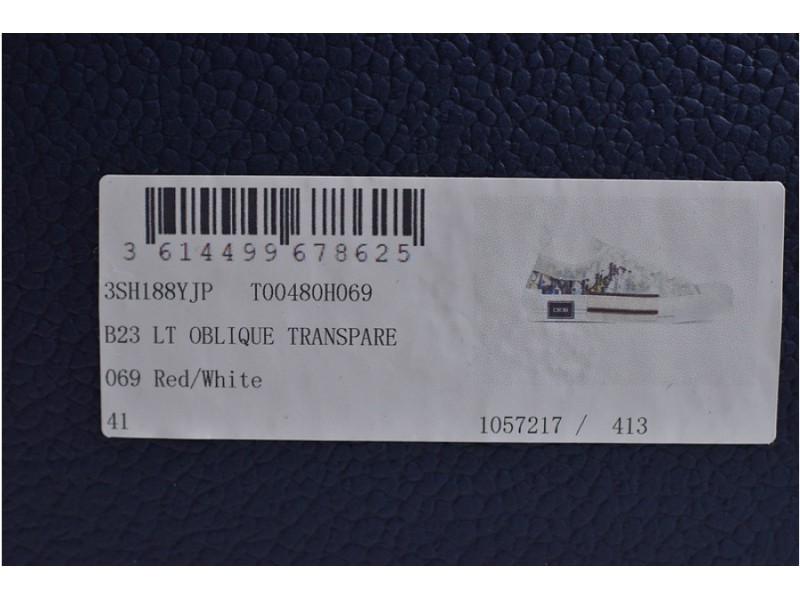 3 614499 678625
3SH188YJP T00480H069
B23 LT OBLIQUE TRANSPARE
069 Red/White
41
1057217 / 413